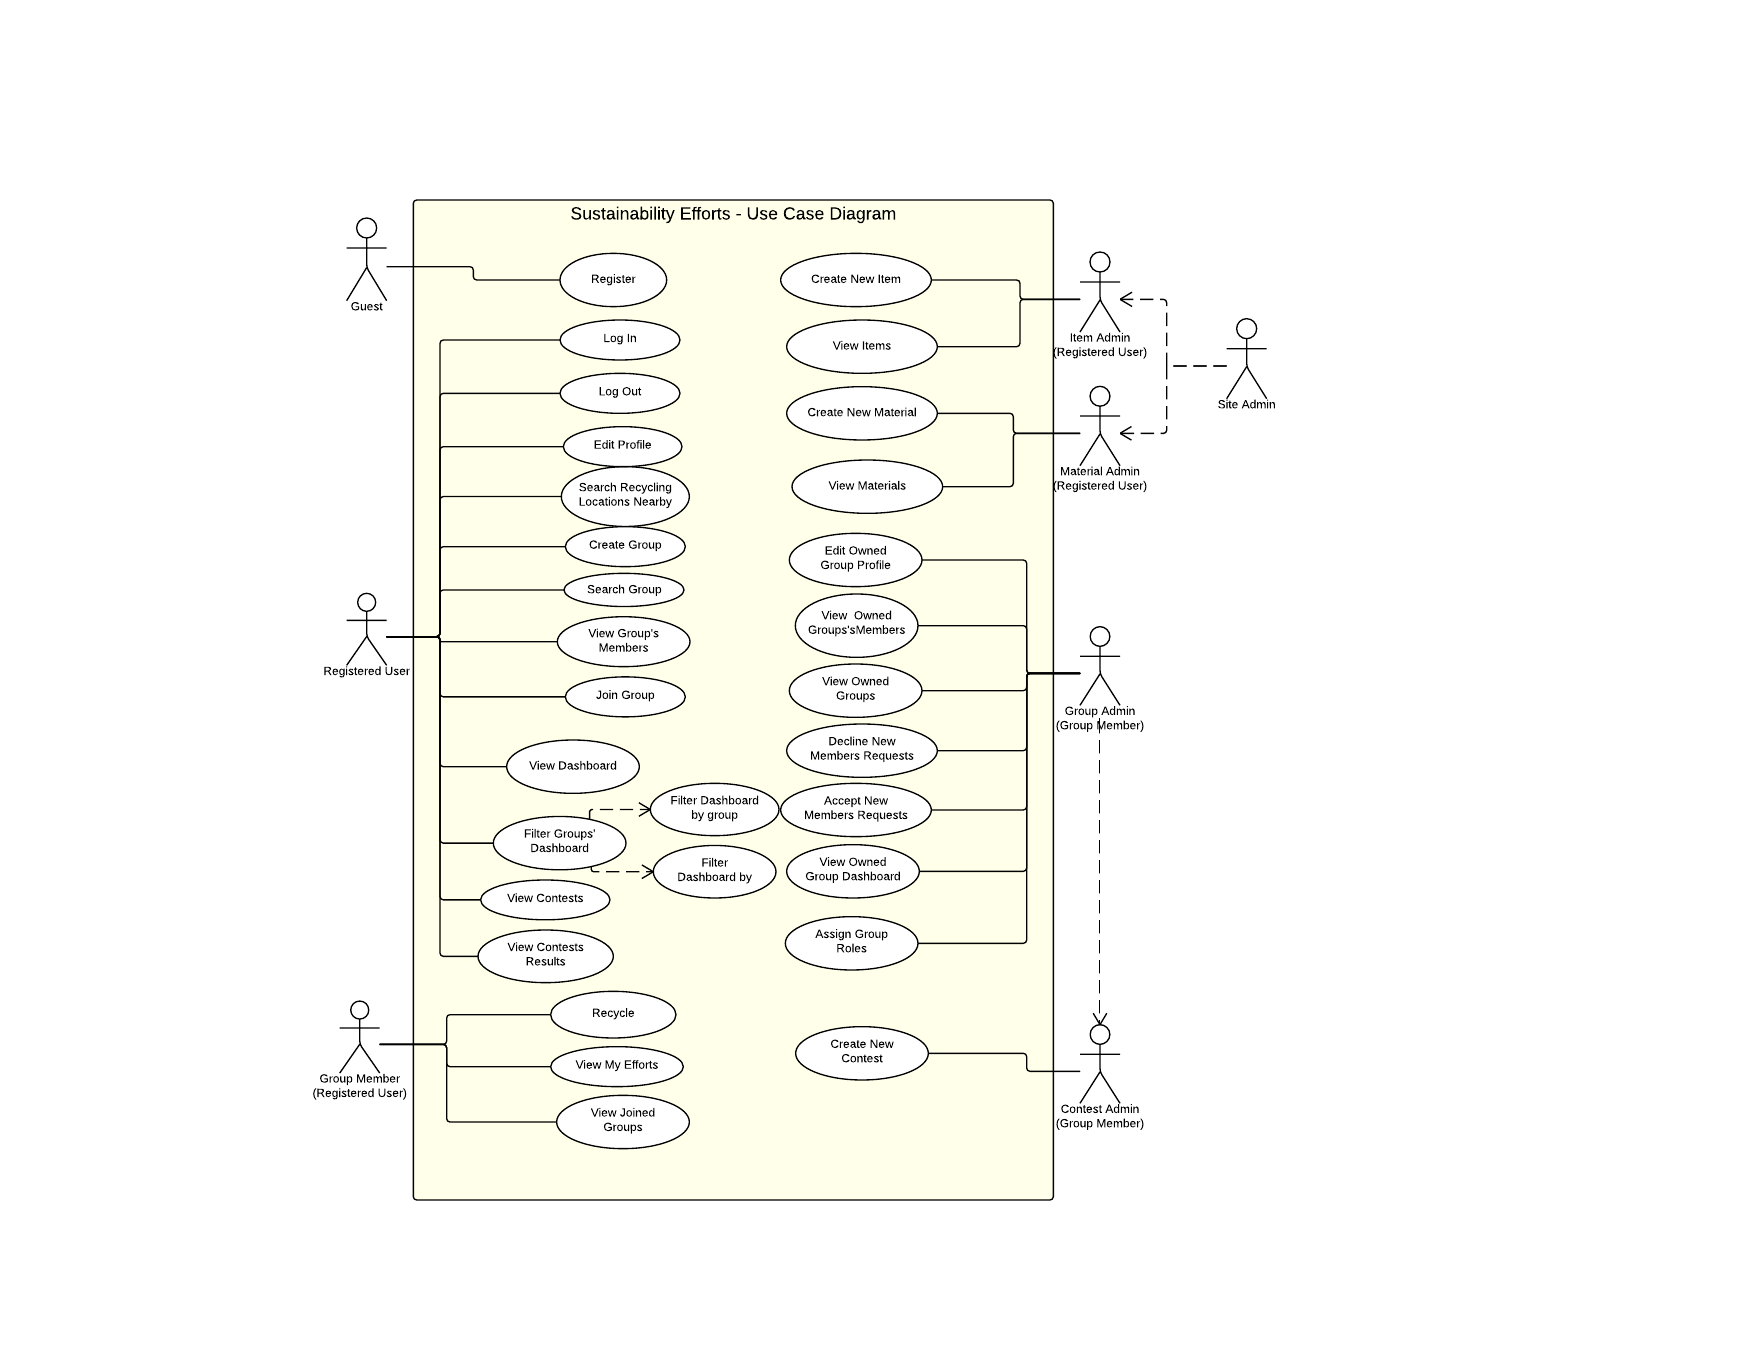 Sustainability Efforts - Use Case Diagram
Guest
Register
Log In
Log Out
Edit Profile
Search Recycling
Locations Nearby
Create Group
Search Group
View Group's
Members
Join Group
Registered User
View Dashboard
Filter Groups'
Dashboard
Filter Dashboard
by group
Filter
Dashboard by
View Contests
View Contests
Results
Recycle
View My Efforts
View Joined
Groups
Group Member
(Registered User)
Create New Item
View Items
Item Admin
(Registered User)
Create New Material
View Materials
Material Admin
(Registered User)
Site Admin
Edit Owned
Group Profile
View  Owned
Groups'sMembers
View Owned
Groups
Decline New
Members Requests
Accept New
Members Requests
View Owned
Group Dashboard
Assign Group
Roles
Group Admin
(Group Member)
Create New
Contest
Contest Admin
(Group Member)